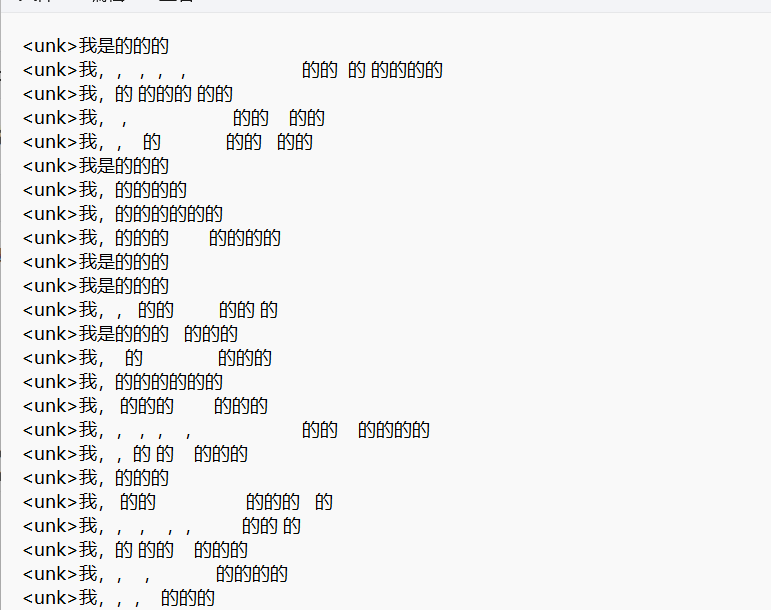 <unk>我是的的的
<unk>我，，，，，                的的  的 的的的的
<unk>我，的 的的的 的的
<unk>我， ，               的的   的的
<unk>我，，  的         的的  的的
<unk>我是的的的
<unk>我，的的的的
<unk>我，的的的的的的
<unk>我，的的的      的的的的
<unk>我是的的的
<unk>我是的的的
<unk>我，， 的的      的的 的
<unk>我是的的的  的的的
<unk>我，  的           的的的
<unk>我，的的的的的的
<unk>我， 的的的      的的的
<unk>我，，，，，                的的   的的的的
<unk>我，，的 的   的的的
<unk>我，的的的
<unk>我， 的的             的的的  的
<unk>我，， ，  ，，       的的 的
<unk>我，的 的的   的的的
<unk>我，，  ，         的的的的
<unk>我，，，  的的的